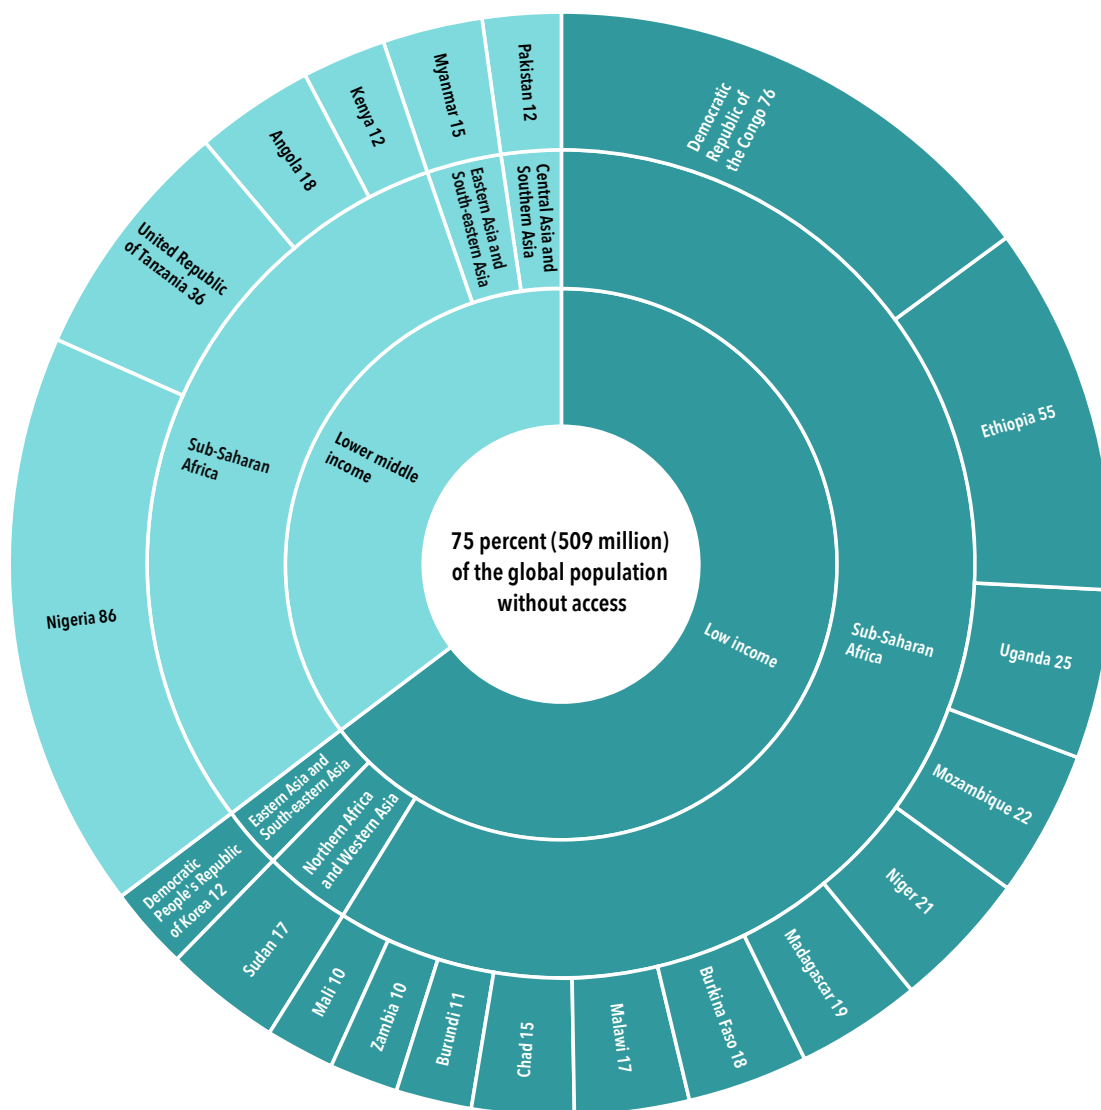 75 percent (509 million)
of the global population
without access
Low income
Sub-Saharan
Africa
Democratic
Republic of
the Congo 76
Ethiopia 55
Uganda 25
Mozambique 22
Niger 21
Madagascar 19
Burkina Faso 18
Malawi 17
Chad 15
Burundi 11
Zambia 10
Mali 10
Northern Africa
and Western Asia
Sudan 17
Eastern Asia and
South-eastern Asia
Democratic
People's Republic
of Korea 12
Lower middle
income
Sub-Saharan
Africa
Nigeria 86
United Republic
of Tanzania 36
Angola 18
Kenya 12
Eastern Asia and
South-eastern Asia
Myanmar 15
Central Asia and
Southern Asia
Pakistan 12